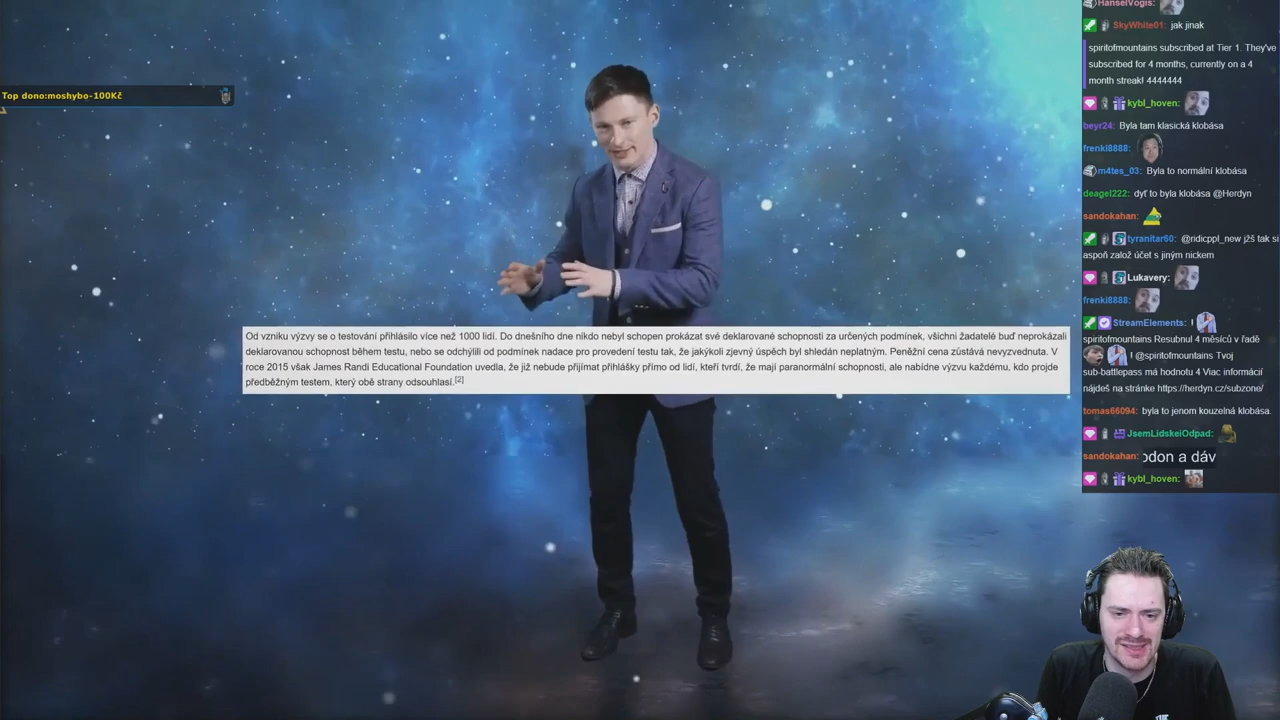 Top dono:moshybo-100Kč
Od vzniku výzvy se o testování přihlásilo více než 1000 lidí. Do dnešního dne nikdo nebyl schopen prokázat své deklarované schopnosti za určených podmínek, všichni žadatelé buď neprokázali
deklarovanou schopnost během testu, nebo se odchýlili od podmínek nadace pro provedení testu tak, že jakýkoli zjevný úspěch byl shledán neplatným. Peněžní cena zůstává nevyzvednuta. V
roce 2015 však James Randi Educational Foundation uvedla, že již nebude přijímat přihlášky přímo od lidí, kteří tvrdí, že mají paranormální schopnosti, ale nabídne výzvu každému, kdo projde
předběžným testem, který obě strany odsouhlasí.[2]
HanselVogis:
SkyWhite01: jak jinak
spiritofmountains subscribed at Tier 1. They've
subscribed for 4 months, currently on a 4
month streak! 4444444
kybl_hoven:
beyr24: Byla tam klasická klobása
frenki8888:
m4tes_03: Byla to normální klobása
deagel222: dyť to byla klobása @Herdyn
sandokahan:
tyranitar60: @ridicppl_new jžš tak si
aspoň založ účet s jiným nickem
Lukavery:
frenki8888:
StreamElements: !
spiritofmountains Resubnul 4 měsíců v řadě
! @spiritofmountains Tvoj
sub-battlepass má hodnotu 4 Viac informácií
nájdeš na stránke https://herdyn.cz/subzone/
tomas66094: byla to jenom kouzelná klobása.
JsemLidskeiOdpad:
sandokahan: odon a dáv
kybl_hoven: